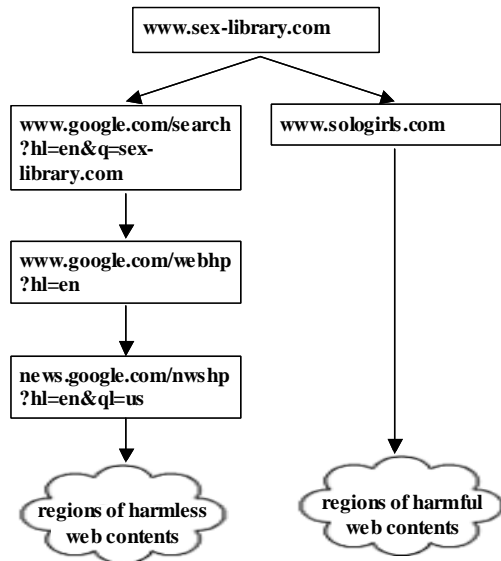 www.sex-library.com
www.google.com/search
?hl=en&q=sex-
library.com
www.sologirls.com
www.google.com/webhp
?hl=en
news.google.com/nwshp
?hl=en&ql=us
regions of harmless
web contents
regions of harmful
web contents